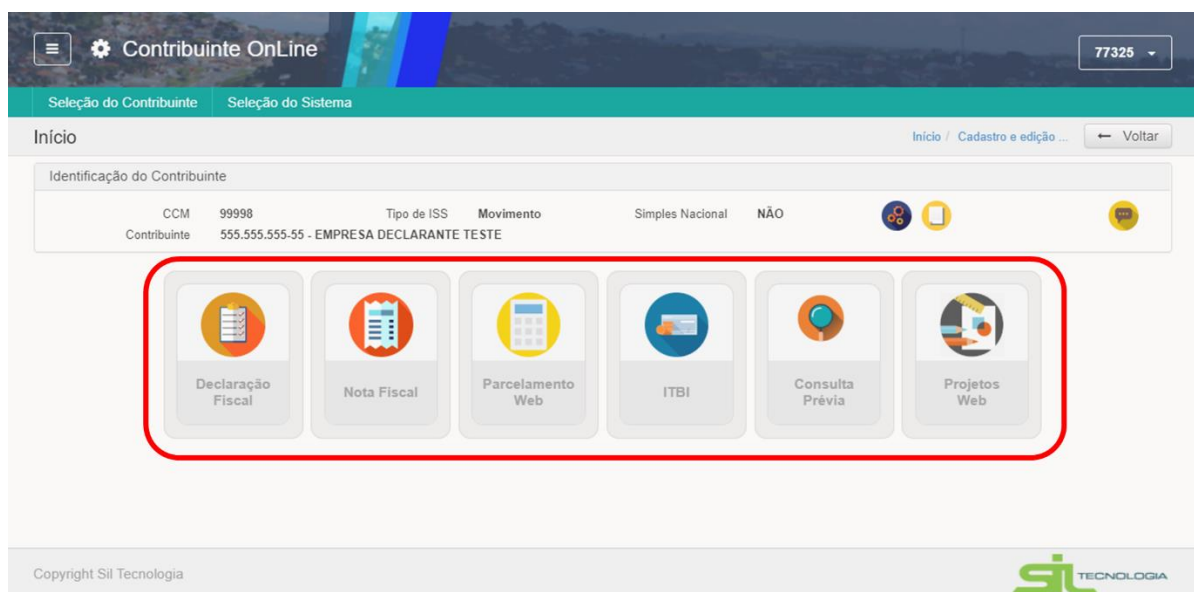 Contribuinte OnLine
77325
Seleção do Contribuinte Seleção do Sistema
Início
Início / Cadastro e edição ... Voltar
Identificação do Contribuinte
CCM 99998 Tipo de ISS Movimento Simples Nacional NÃO
Contribuinte 555.555.555-55 - EMPRESA DECLARANTE TESTE
Declaração
Fiscal
Nota Fiscal
Parcelamento
Web
ITBI
Consulta
Prévia
Projetos
Web
Copyright Sil Tecnologia
SIL TECNOLOGIA